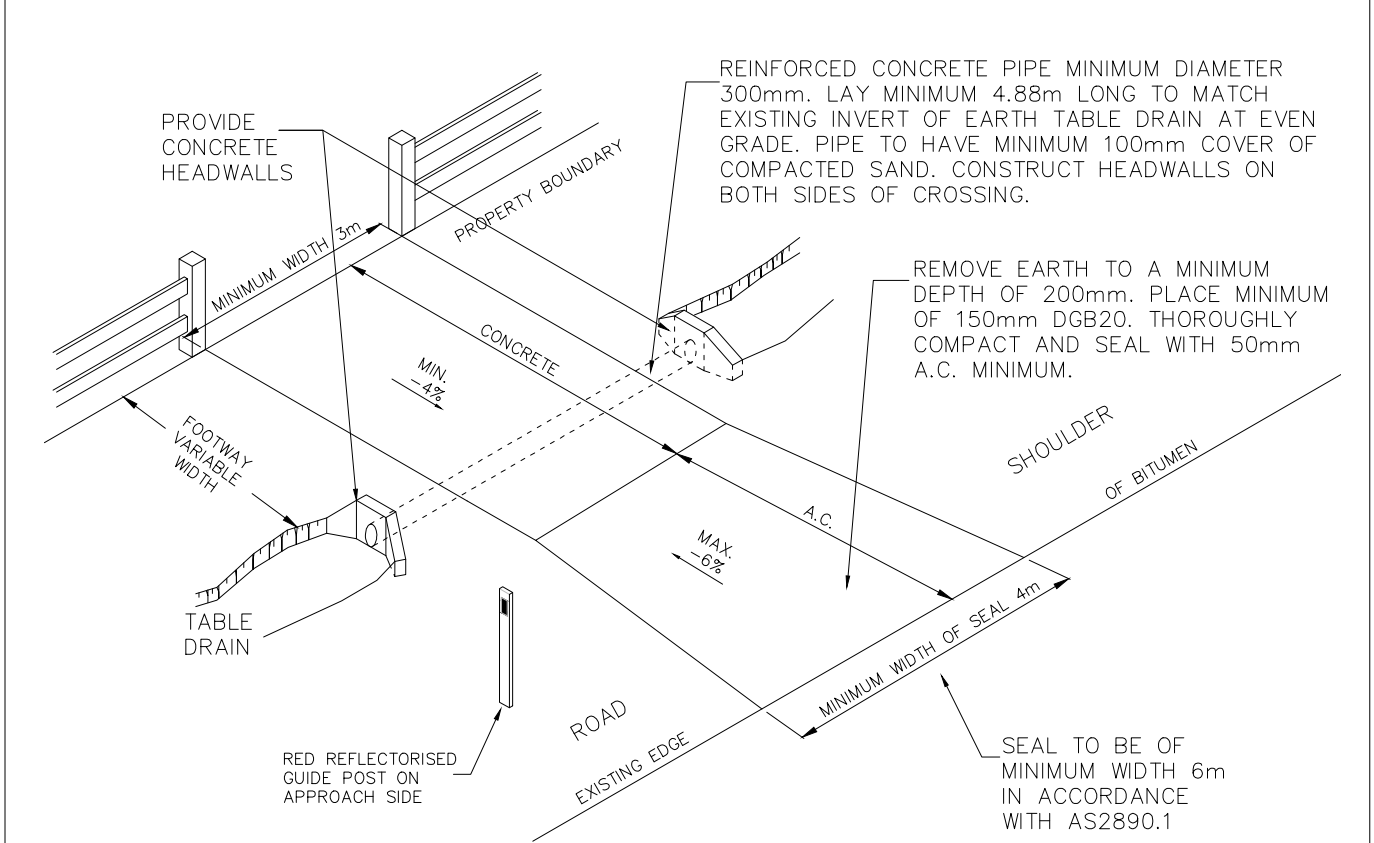 REINFORCED CONCRETE PIPE MINIMUM DIAMETER
300mm. LAY MINIMUM 4.88m LONG TO MATCH
EXISTING INVERT OF EARTH TABLE DRAIN AT EVEN
GRADE. PIPE TO HAVE MINIMUM 100mm COVER OF
COMPACTED SAND. CONSTRUCT HEADWALLS ON
BOTH SIDES OF CROSSING.
PROVIDE
CONCRETE
HEADWALLS
PROPERTY BOUNDARY
MINIMUM WIDTH 3m
REMOVE EARTH TO A MINIMUM
DEPTH OF 200mm. PLACE MINIMUM
OF 150mm DGB20. THOROUGHLY
COMPACT AND SEAL WITH 50mm
A.C. MINIMUM.
CONCRETE
MIN.
-4%
FOOTWAY
VARIABLE
WIDTH
SHOULDER
OF BITUMEN
A.C.
MAX.
-6%
TABLE
DRAIN
MINIMUM WIDTH OF SEAL 4m
ROAD
EXISTING EDGE
RED REFLECTORISED
GUIDE POST ON
APPROACH SIDE
SEAL TO BE OF
MINIMUM WIDTH 6m
IN ACCORDANCE
WITH AS2890.1